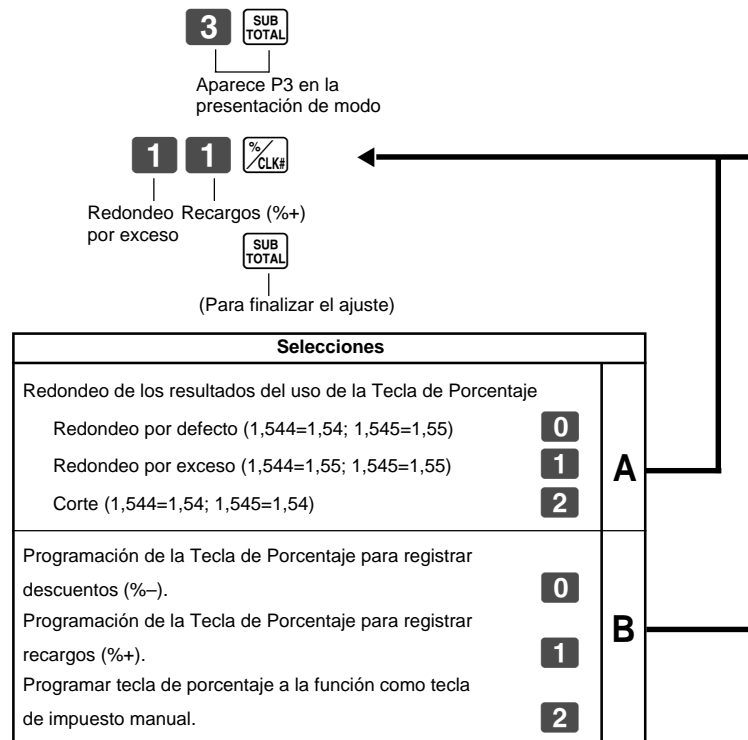 3 SUB TOTAL
Aparece P3 en la
presentación de modo
1 1 %/CLK#
Redondeo Recargos (%+)
por exceso
SUB TOTAL
(Para finalizar el ajuste)
Selecciones
Redondeo de los resultados del uso de la Tecla de Porcentaje
Redondeo por defecto (1,544=1,54; 1,545=1,55) 0
Redondeo por exceso (1,544=1,55; 1,545=1,55) 1
Corte (1,544=1,54; 1,545=1,54) 2
A
Programación de la Tecla de Porcentaje para registrar
descuentos (%–). 0
Programación de la Tecla de Porcentaje para registrar
recargos (%+). 1
Programar tecla de porcentaje a la función como tecla
de impuesto manual. 2
B